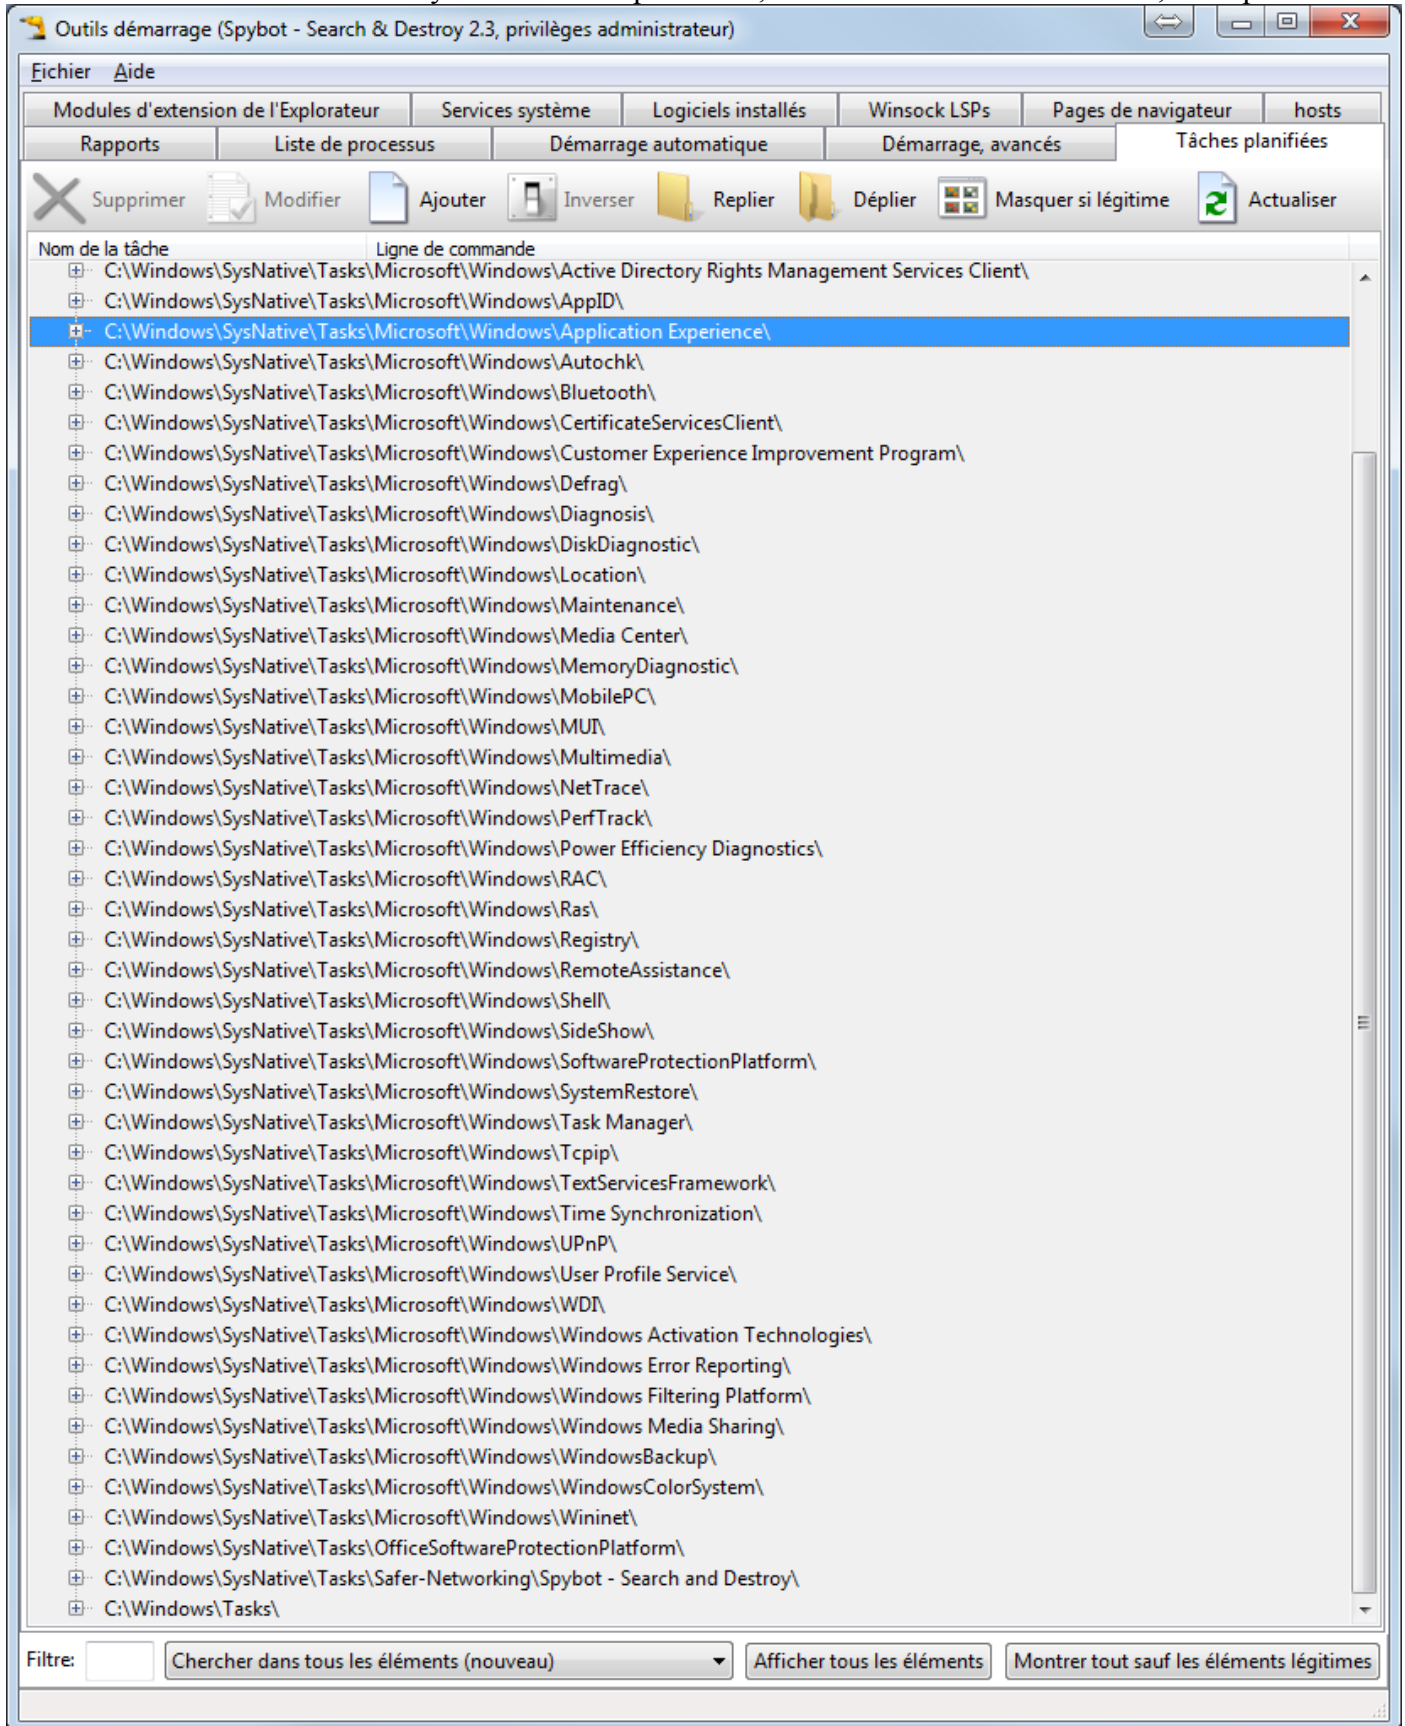 Outils démarrage (Spybot - Search & Destroy 2.3, privilèges administrateur)
Fichier Aide
Modules d'extension de l'Explorateur Services système Logiciels installés Winsock LSPs Pages de navigateur hosts
Rapports Liste de processus Démarrage automatique Démarrage, avancés Tâches planifiées
Supprimer Modifier Ajouter Inverser Replier Déplier Masquer si légitime Actualiser
Nom de la tâche Ligne de commande
C:\Windows\SysNative\Tasks\Microsoft\Windows\Active Directory Rights Management Services Client\
C:\Windows\SysNative\Tasks\Microsoft\Windows\AppID\
C:\Windows\SysNative\Tasks\Microsoft\Windows\Application Experience\
C:\Windows\SysNative\Tasks\Microsoft\Windows\Autochk\
C:\Windows\SysNative\Tasks\Microsoft\Windows\Bluetooth\
C:\Windows\SysNative\Tasks\Microsoft\Windows\CertificateServicesClient\
C:\Windows\SysNative\Tasks\Microsoft\Windows\Customer Experience Improvement Program\
C:\Windows\SysNative\Tasks\Microsoft\Windows\Defrag\
C:\Windows\SysNative\Tasks\Microsoft\Windows\Diagnosis\
C:\Windows\SysNative\Tasks\Microsoft\Windows\DiskDiagnostic\
C:\Windows\SysNative\Tasks\Microsoft\Windows\Location\
C:\Windows\SysNative\Tasks\Microsoft\Windows\Maintenance\
C:\Windows\SysNative\Tasks\Microsoft\Windows\Media Center\
C:\Windows\SysNative\Tasks\Microsoft\Windows\MemoryDiagnostic\
C:\Windows\SysNative\Tasks\Microsoft\Windows\MobilePC\
C:\Windows\SysNative\Tasks\Microsoft\Windows\MUI\
C:\Windows\SysNative\Tasks\Microsoft\Windows\Multimedia\
C:\Windows\SysNative\Tasks\Microsoft\Windows\NetTrace\
C:\Windows\SysNative\Tasks\Microsoft\Windows\PerfTrack\
C:\Windows\SysNative\Tasks\Microsoft\Windows\Power Efficiency Diagnostics\
C:\Windows\SysNative\Tasks\Microsoft\Windows\RAC\
C:\Windows\SysNative\Tasks\Microsoft\Windows\Ras\
C:\Windows\SysNative\Tasks\Microsoft\Windows\Registry\
C:\Windows\SysNative\Tasks\Microsoft\Windows\RemoteAssistance\
C:\Windows\SysNative\Tasks\Microsoft\Windows\Shell\
C:\Windows\SysNative\Tasks\Microsoft\Windows\SideShow\
C:\Windows\SysNative\Tasks\Microsoft\Windows\SoftwareProtectionPlatform\
C:\Windows\SysNative\Tasks\Microsoft\Windows\SystemRestore\
C:\Windows\SysNative\Tasks\Microsoft\Windows\Task Manager\
C:\Windows\SysNative\Tasks\Microsoft\Windows\Tcpip\
C:\Windows\SysNative\Tasks\Microsoft\Windows\TextServicesFramework\
C:\Windows\SysNative\Tasks\Microsoft\Windows\Time Synchronization\
C:\Windows\SysNative\Tasks\Microsoft\Windows\UPnP\
C:\Windows\SysNative\Tasks\Microsoft\Windows\User Profile Service\
C:\Windows\SysNative\Tasks\Microsoft\Windows\WDI\
C:\Windows\SysNative\Tasks\Microsoft\Windows\Windows Activation Technologies\
C:\Windows\SysNative\Tasks\Microsoft\Windows\Windows Error Reporting\
C:\Windows\SysNative\Tasks\Microsoft\Windows\Windows Filtering Platform\
C:\Windows\SysNative\Tasks\Microsoft\Windows\Windows Media Sharing\
C:\Windows\SysNative\Tasks\Microsoft\Windows\WindowsBackup\
C:\Windows\SysNative\Tasks\Microsoft\Windows\WindowsColorSystem\
C:\Windows\SysNative\Tasks\Microsoft\Windows\Wininet\
C:\Windows\SysNative\Tasks\OfficeSoftwareProtectionPlatform\
C:\Windows\SysNative\Tasks\Safer-Networking\Spybot - Search and Destroy\
C:\Windows\Tasks\
Filtre: Chercher dans tous les éléments (nouveau) Afficher tous les éléments Montrer tout sauf les éléments légitimes